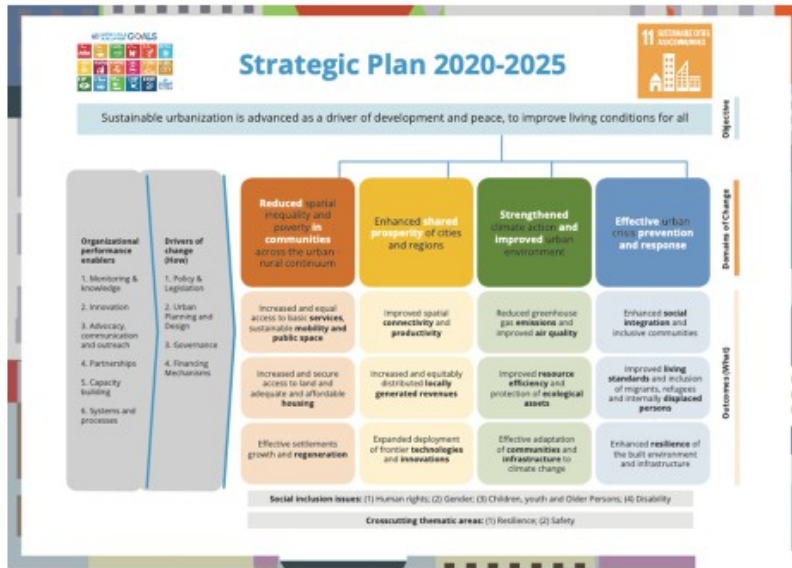 SUSTAINABLE DEVELOPMENT GOALS
11 SUSTAINABLE CITIES
AND COMMUNITIES
Strategic Plan 2020-2025
Sustainable urbanization is advanced as a driver of development and peace, to improve living conditions for all
Objective
Organizational
performance
enablers
1. Monitoring &
knowledge
2. Innovation
3. Advocacy,
communication
and outreach
4. Partnerships
5. Capacity
building
6. Systems and
processes
Drivers of
change
(How)
1. Policy &
Legislation
2. Urban
Planning and
Design
3. Governance
4. Financing
Mechanisms
Reduced spatial
inequality and
poverty in
communities
across the urban -
rural continuum
Enhanced shared
prosperity of cities
and regions
Strengthened
climate action and
improved urban
environment
Effective urban
crisis prevention
and response
Domains of Change
Increased and equal
access to basic services,
sustainable mobility and
public space
Improved spatial
connectivity and
productivity
Reduced greenhouse
gas emissions and
improved air quality
Enhanced social
integration and
inclusive communities
Increased and secure
access to land and
adequate and affordable
housing
Increased and equitably
distributed locally
generated revenues
Improved resource
efficiency and
protection of ecological
assets
Improved living
standards and inclusion
of migrants, refugees
and internally displaced
persons
Effective settlements
growth and regeneration
Expanded deployment
of frontier technologies
and innovations
Effective adaptation
of communities and
infrastructure to
climate change
Enhanced resilience of
the built environment
and infrastructure
Outcomes (What)
Social inclusion issues: (1) Human rights; (2) Gender; (3) Children, youth and Older Persons; (4) Disability
Crosscutting thematic areas: (1) Resilience; (2) Safety